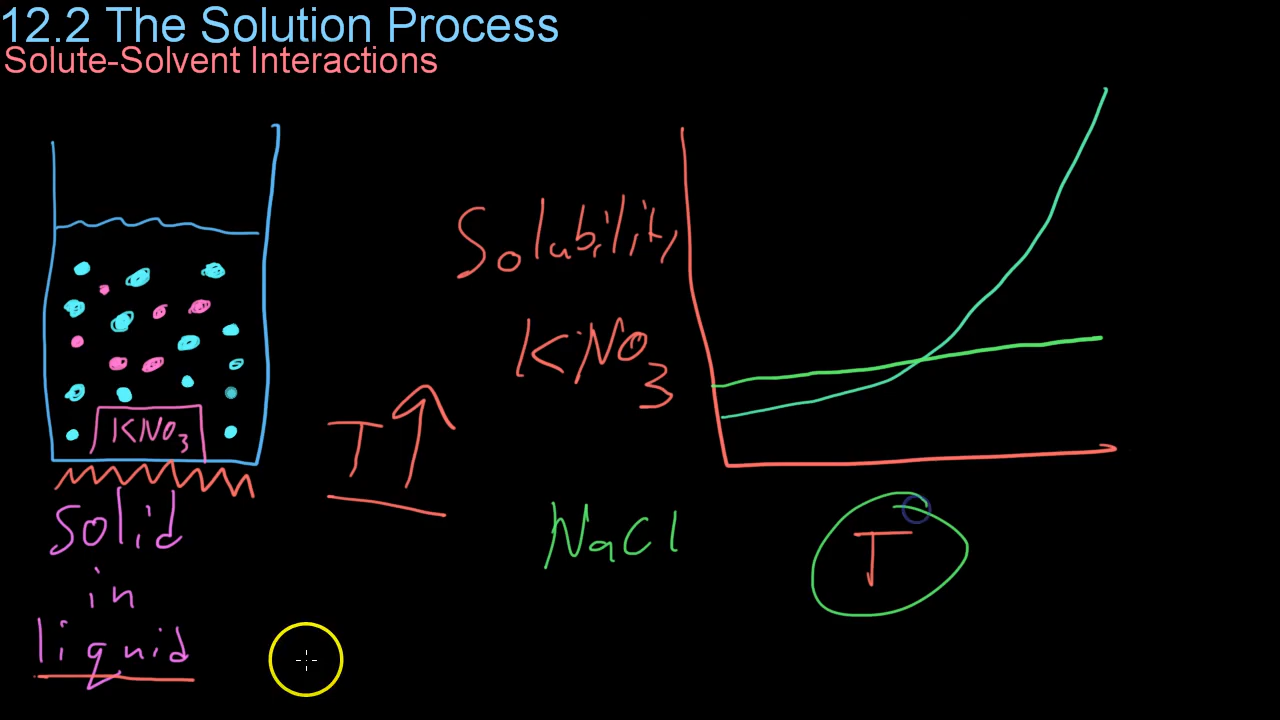 12.2 The Solution Process
Solute-Solvent Interactions
Solubility
KNO3
KNO3
T
NaCl
T
Solid
in
liquid